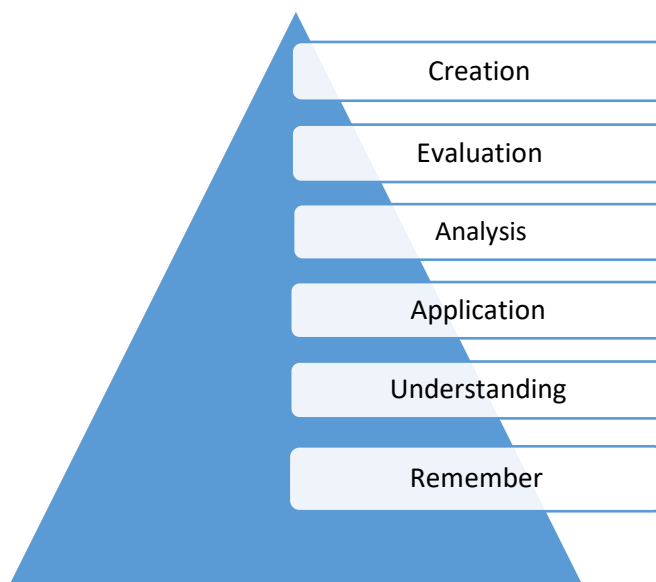 Creation
Evaluation
Analysis
Application
Understanding
Remember